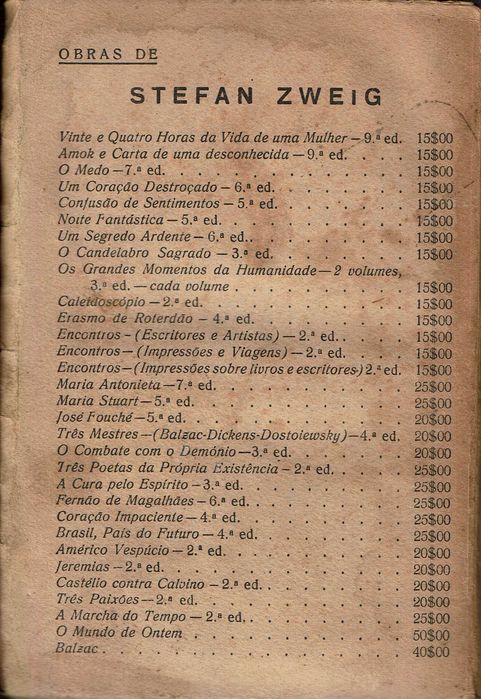 OBRAS DE
STEFAN ZWEIG
Vinte e Quatro Horas da Vida de uma Mulher — 9.ª ed. 15$00
Amok e Carta de uma desconhecida — 9.ª ed. . . . . 15$00
O Medo — 7.ª ed. . . . . . . . . . . . . . 15$00
Um Coração Destroçado — 6.ª ed. . . . . . . . . 15$00
Confusão de Sentimentos — 5.ª ed. . . . . . . . . 15$00
Noite Fantástica — 5.ª ed. . . . . . . . . . . 15$00
Um Segredo Ardente — 6.ª ed. . . . . . . . . . 15$00
O Candelabro Sagrado — 3.ª ed. . . . . . . . . 15$00
Os Grandes Momentos da Humanidade — 2 volumes,
3.ª ed. — cada volume . . . . . . . . . . 15$00
Caleidoscópio — 2.ª ed. . . . . . . . . . . . 15$00
Erasmo de Roterdão — 4.ª ed. . . . . . . . . . 15$00
Encontros — (Escritores e Artistas) — 2.ª ed. . . . . 15$00
Encontros — (Impressões e Viagens) — 2.ª ed. . . . . 15$00
Encontros — (Impressões sobre livros e escritores) 2.ª ed. 15$00
Maria Antonieta — 7.ª ed. . . . . . . . . . . . 25$00
Maria Stuart — 5.ª ed. . . . . . . . . . . . . 25$00
José Fouché — 5.ª ed. . . . . . . . . . . . . 20$00
Três Mestres — (Balzac-Dickens-Dostoiewsky) — 4.ª ed. 20$00
O Combate com o Demónio — 3.ª ed. . . . . . . . 20$00
Três Poetas da Própria Existência — 2.ª ed. . . . . . 25$00
A Cura pelo Espírito — 3.ª ed. . . . . . . . . . 25$00
Fernão de Magalhães — 6.ª ed. . . . . . . . . . 25$00
Coração Impaciente — 4.ª ed. . . . . . . . . . 25$00
Brasil, País do Futuro — 4.ª ed. . . . . . . . . 25$00
Américo Vespúcio — 2.ª ed. . . . . . . . . . . 20$00
Jeremias — 2.ª ed. . . . . . . . . . . . . . 20$00
Castélio contra Calvino — 2.ª ed. . . . . . . . . 20$00
Três Paixões — 2.ª ed. . . . . . . . . . . . . 20$00
A Marcha do Tempo — 2.ª ed. . . . . . . . . . 25$00
O Mundo de Ontem . . . . . . . . . . . . . 50$00
Balzac . . . . . . . . . . . . . . . . . 40$00